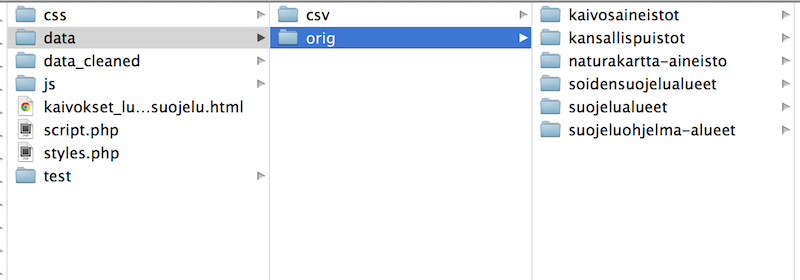 css
data
data_cleaned
js
kaivokset_lu...suojelu.html
script.php
styles.php
test
csv
orig
kaivosaineistot
kansallispuistot
naturakartta-aineisto
soidensuojelualueet
suojelualueet
suojeluohjelma-alueet